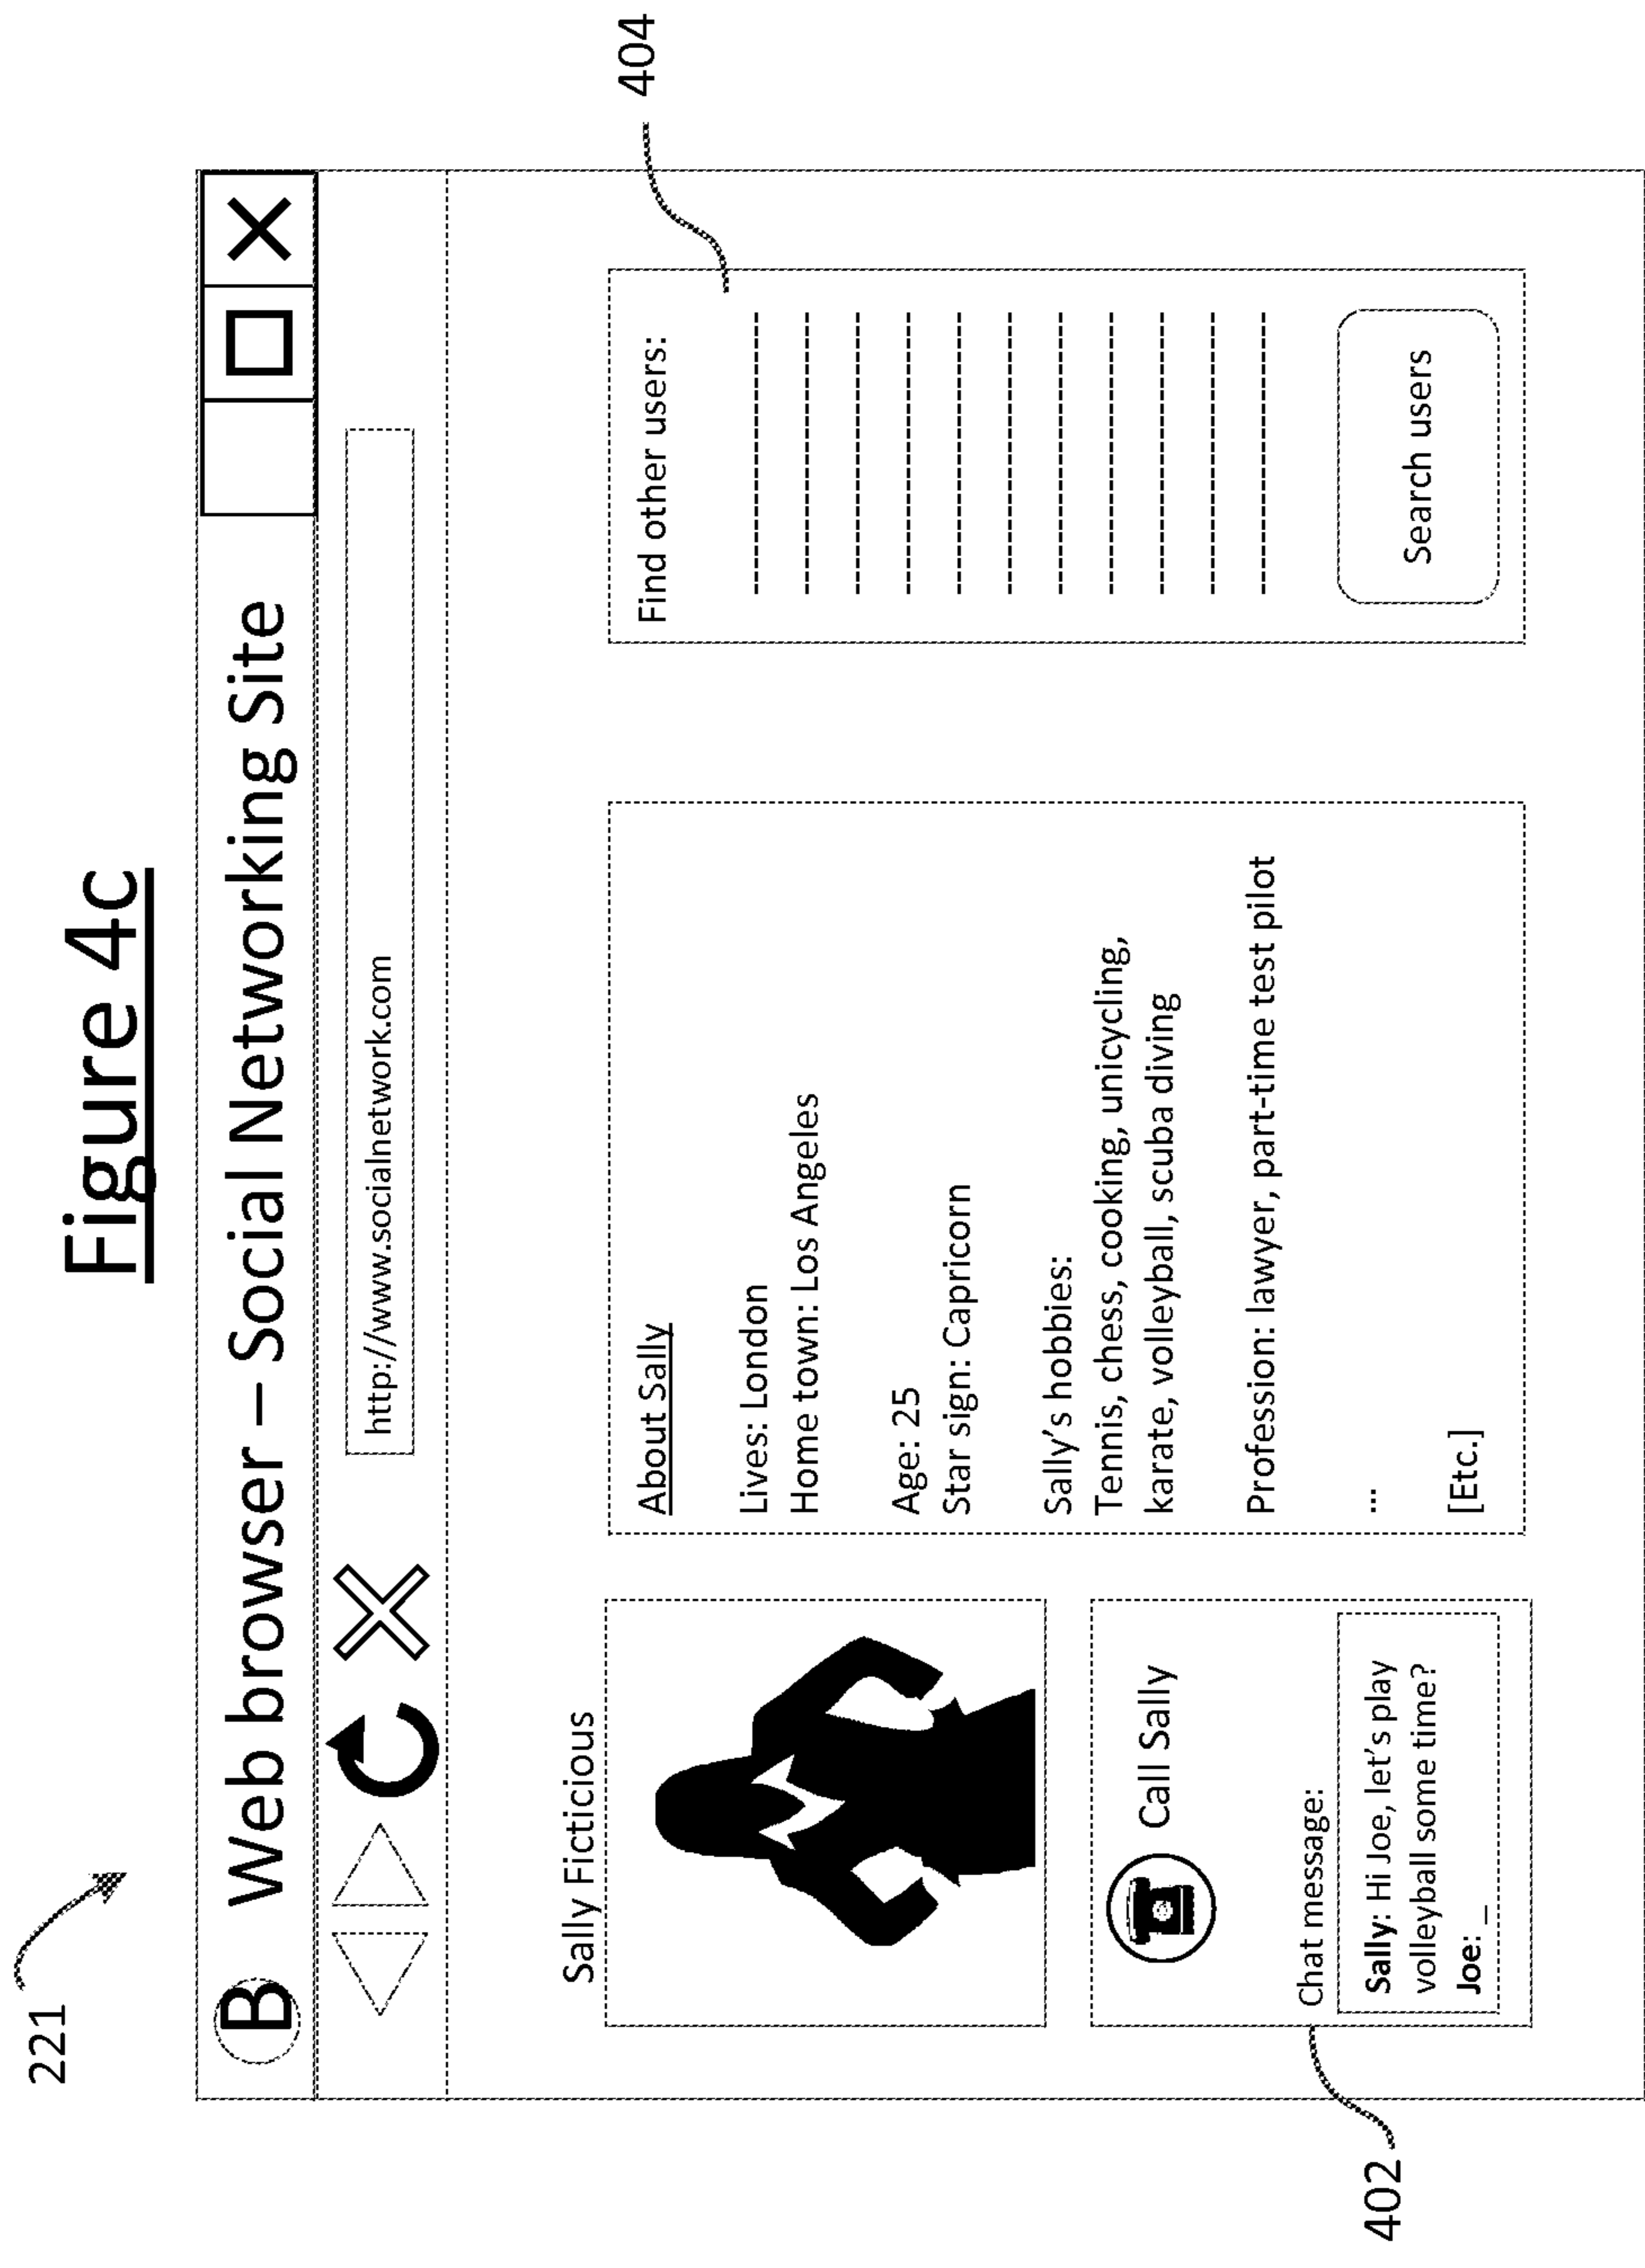 Figure 4c
221
B Web browser – Social Networking Site
http://www.socialnetwork.com
Sally Ficticious
Call Sally
Chat message:
Sally: Hi Joe, let's play
volleyball some time?
Joe: _
402
About Sally
Lives: London
Home town: Los Angeles
Age: 25
Star sign: Capricorn
Sally's hobbies:
Tennis, chess, cooking, unicycling,
karate, volleyball, scuba diving
Profession: lawyer, part-time test pilot
...
[Etc.]
404
Find other users:
Search users